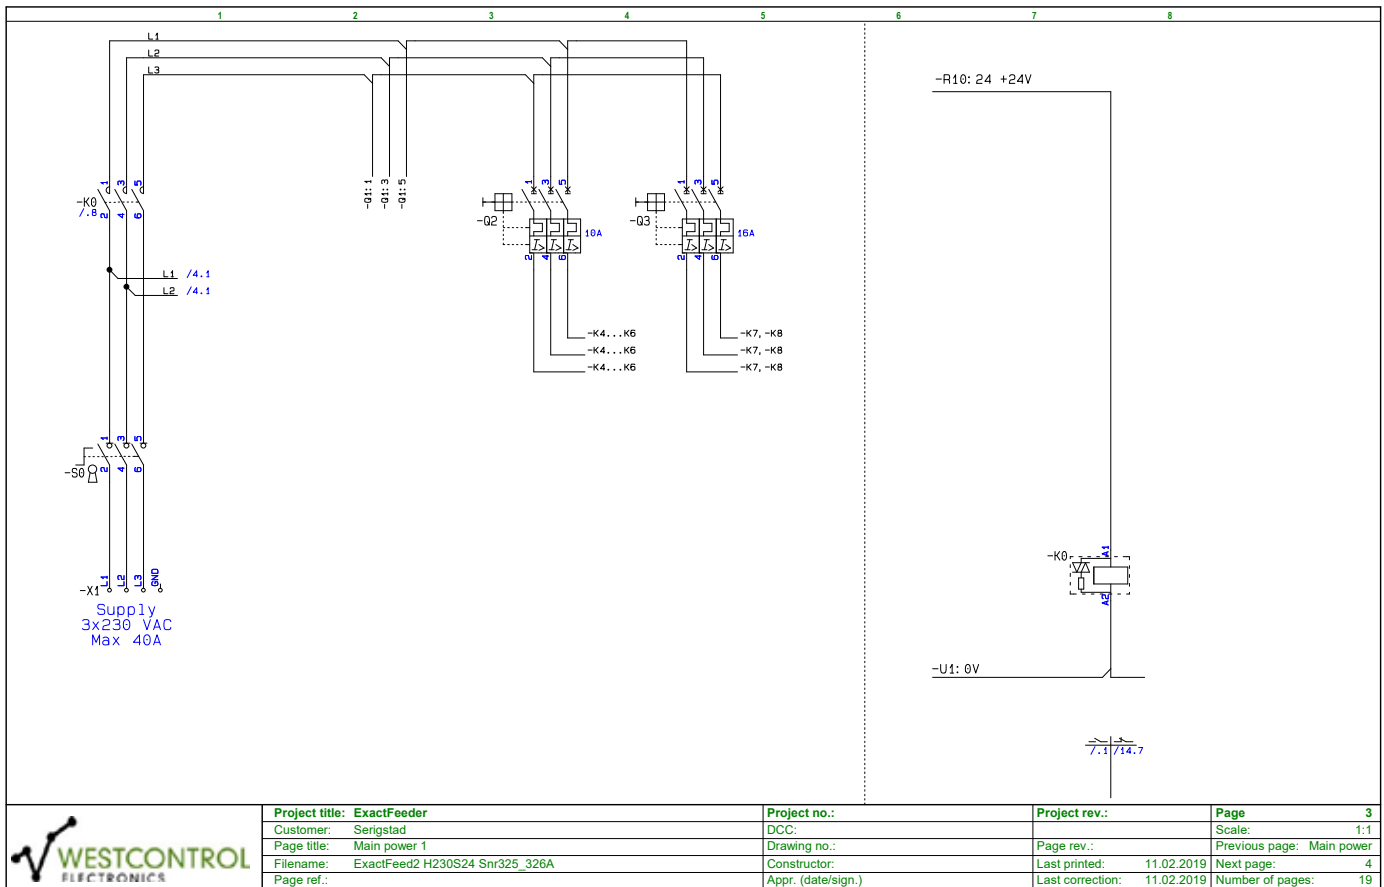 1 2 3 4 5 6 7 8
L1
L2
L3
-R10:24 +24V
1 3 5
-K0
/.8
2 4 6
-Q1:1 -Q1:3 -Q1:5
1 3 5
-Q2
10A
2 4 6
1 3 5
-Q3
16A
2 4 6
L1 /4.1
L2 /4.1
-K4...K6
-K4...K6
-K4...K6
-K7,-K8
-K7,-K8
-K7,-K8
1 3 5
-S0
2 4 6
-X1 L1 L2 L3 GND
Supply
3x230 VAC
Max 40A
-K0
A1
A2
-U1:0V
/.1 /14.7
WESTCONTROL
ELECTRONICS
Project title: ExactFeeder
Customer: Serigstad
Page title: Main power 1
Filename: ExactFeed2 H230S24 Snr325_326A
Page ref.:
Project no.:
DCC:
Drawing no.:
Constructor:
Appr. (date/sign.)
Project rev.:
Page rev.:
Last printed: 11.02.2019
Last correction: 11.02.2019
Page 3
Scale: 1:1
Previous page: Main power
Next page: 4
Number of pages: 19